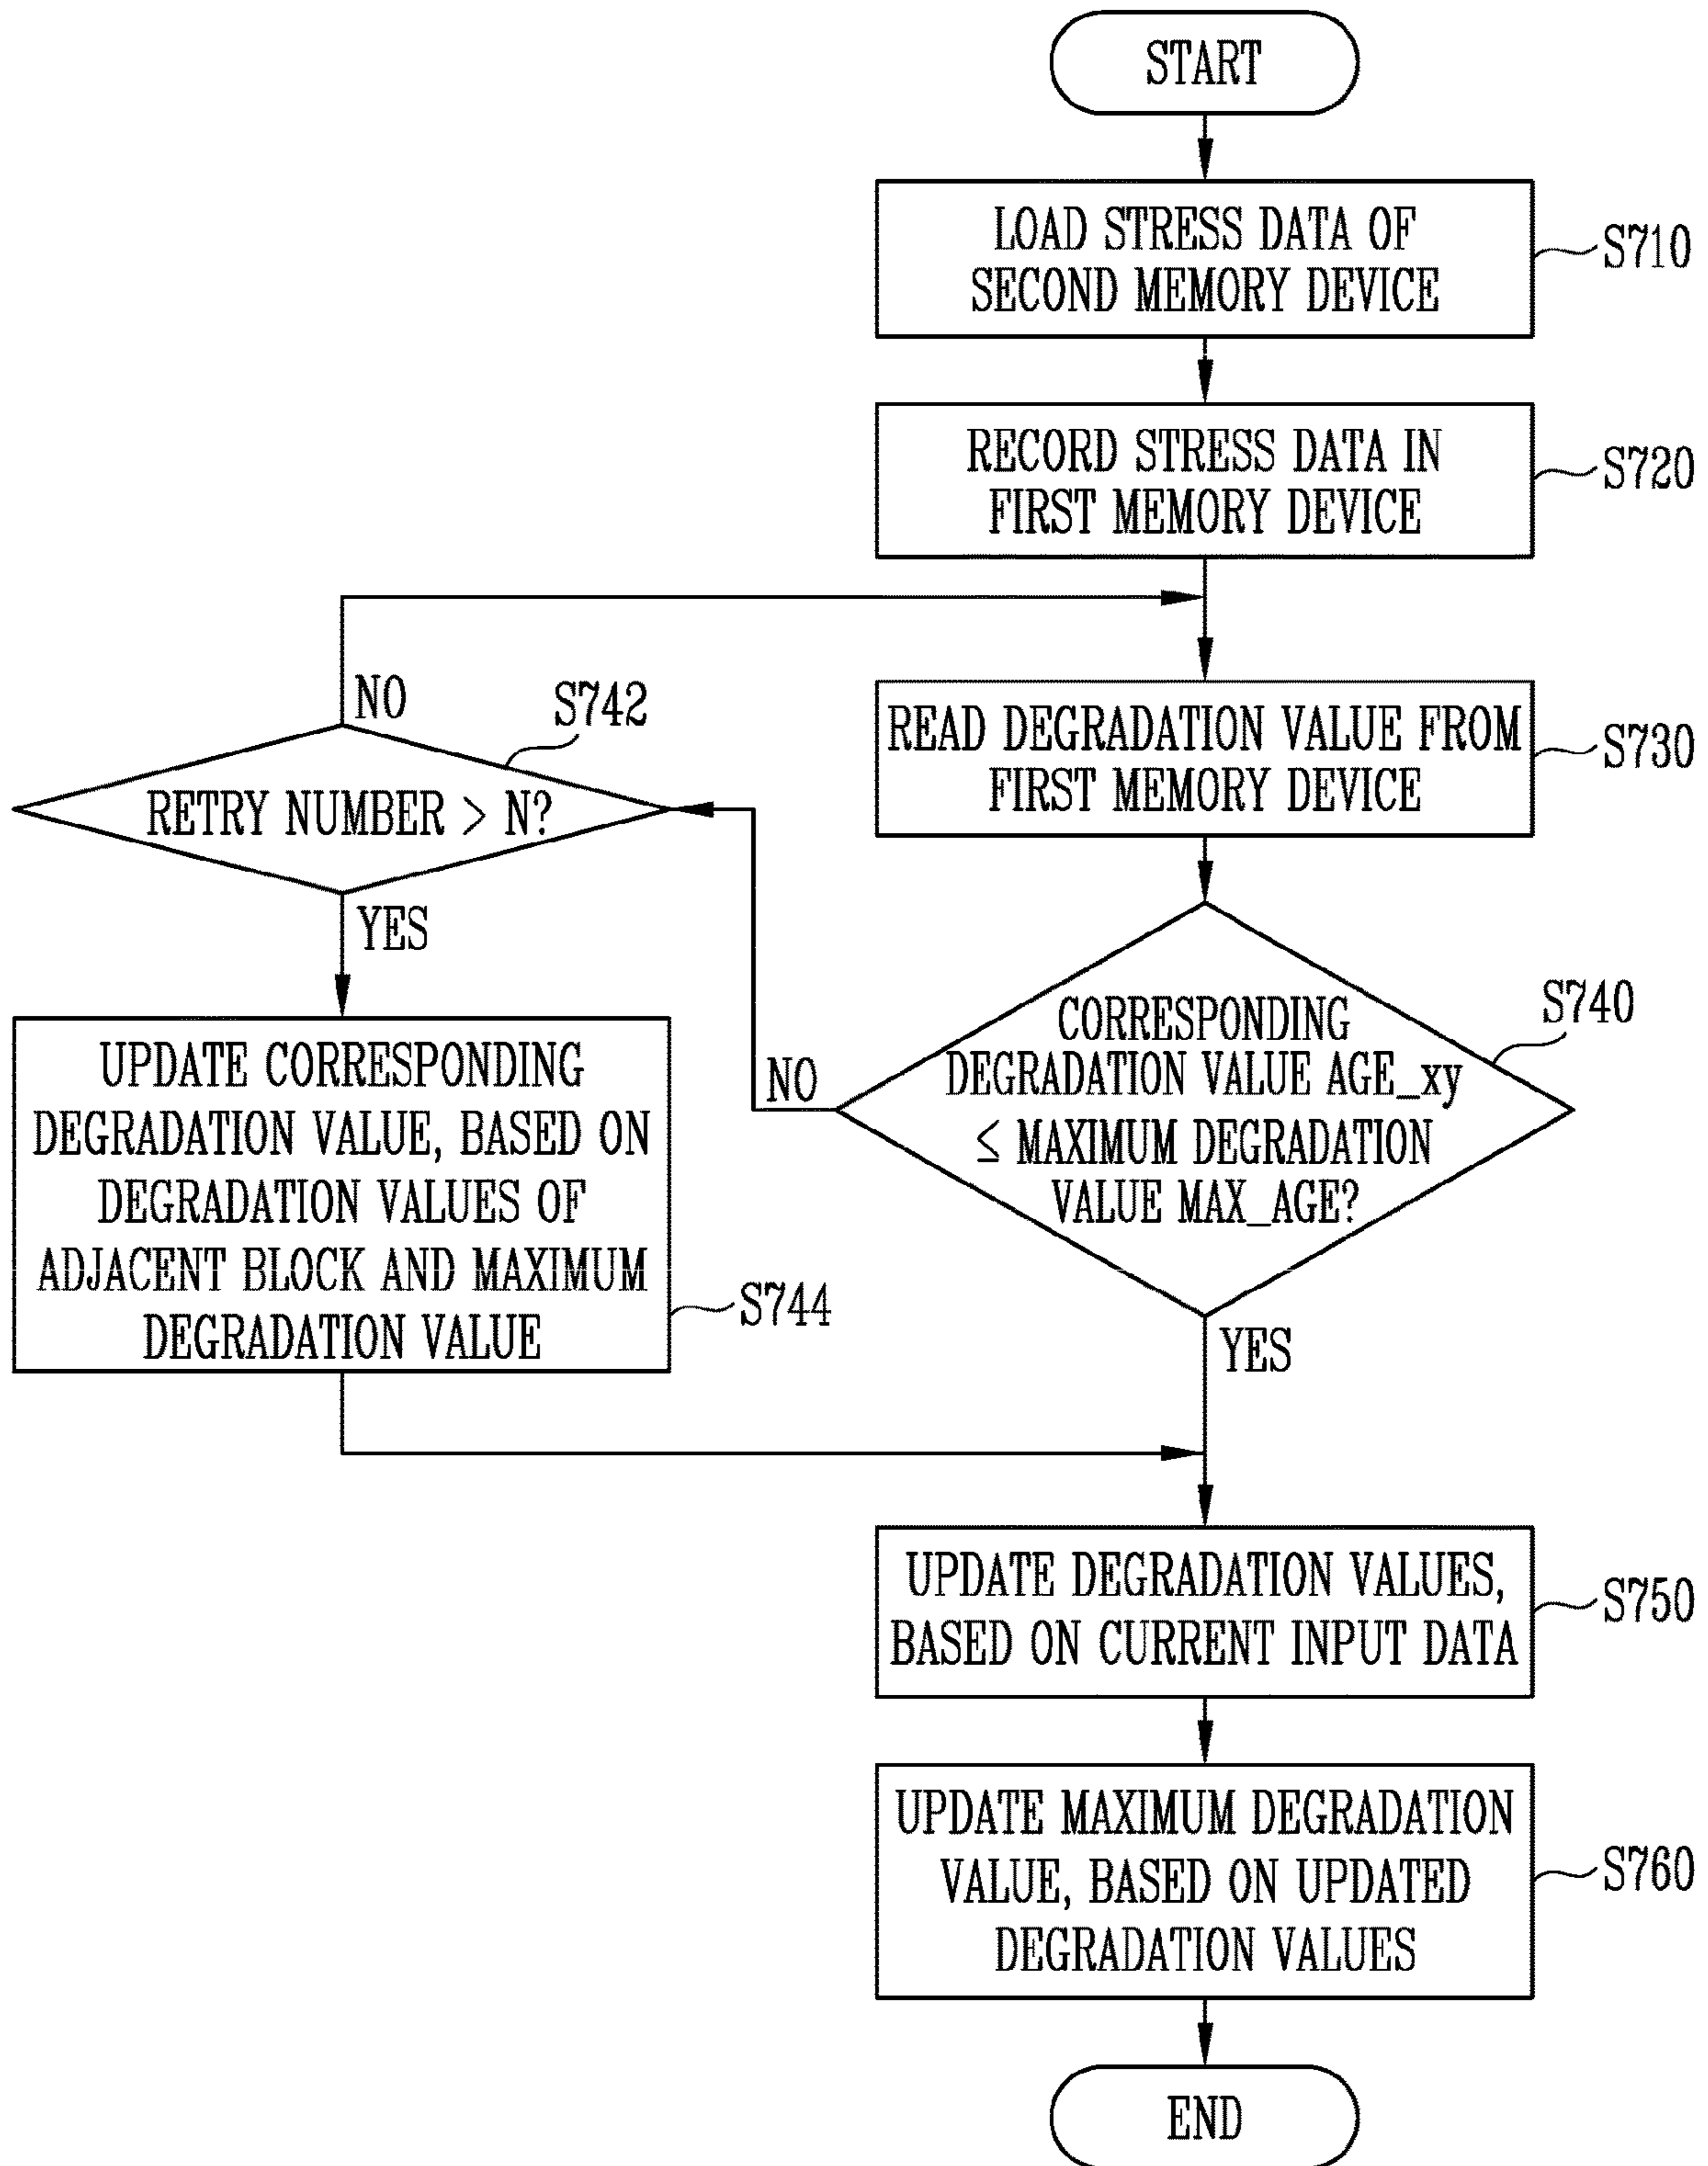 START
LOAD STRESS DATA OF
SECOND MEMORY DEVICE
S710
RECORD STRESS DATA IN
FIRST MEMORY DEVICE
S720
NO
S742
RETRY NUMBER > N?
YES
READ DEGRADATION VALUE FROM
FIRST MEMORY DEVICE
S730
CORRESPONDING
DEGRADATION VALUE AGE_xy
≤ MAXIMUM DEGRADATION
VALUE MAX_AGE?
S740
NO
YES
UPDATE CORRESPONDING
DEGRADATION VALUE, BASED ON
DEGRADATION VALUES OF
ADJACENT BLOCK AND MAXIMUM
DEGRADATION VALUE
S744
UPDATE DEGRADATION VALUES,
BASED ON CURRENT INPUT DATA
S750
UPDATE MAXIMUM DEGRADATION
VALUE, BASED ON UPDATED
DEGRADATION VALUES
S760
END